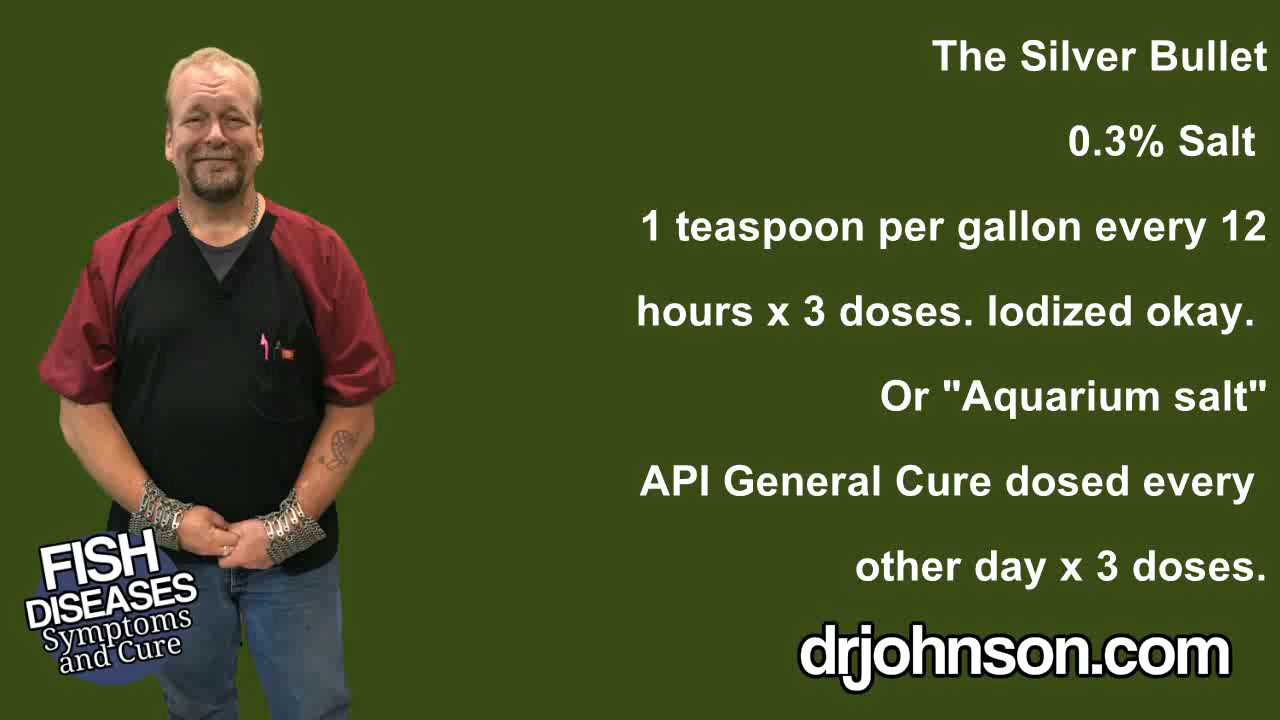 The Silver Bullet
0.3% Salt
1 teaspoon per gallon every 12
hours x 3 doses. Iodized okay.
Or "Aquarium salt"
API General Cure dosed every
other day x 3 doses.
FISH
DISEASES
Symptoms
and Cure
drjohnson.com